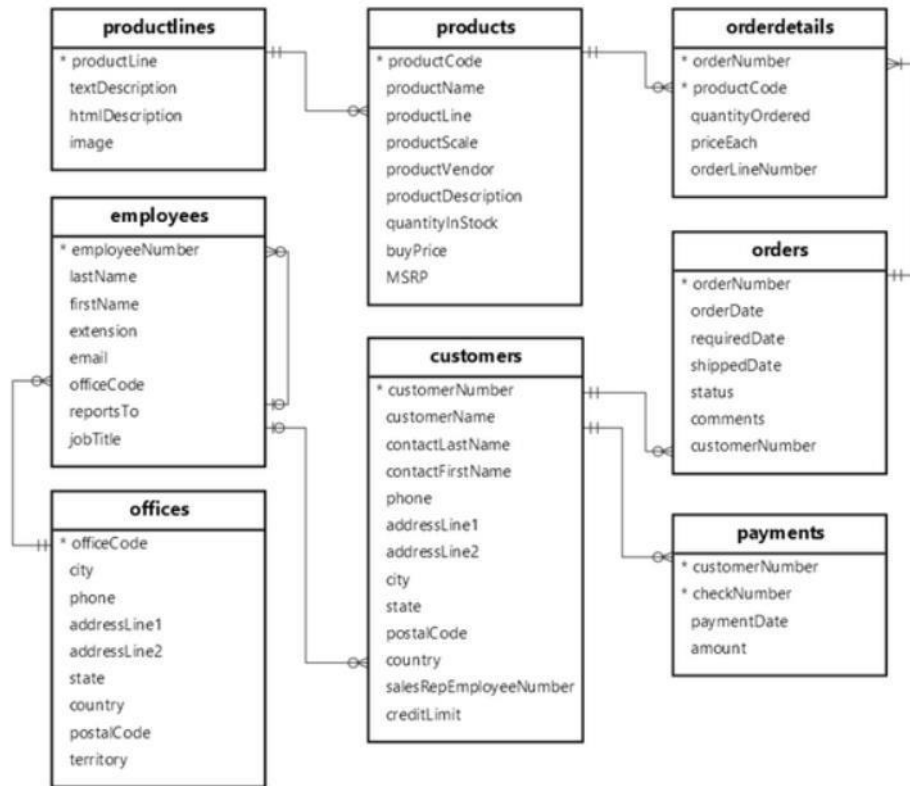 productlines
* productLine
textDescription
htmlDescription
image
products
* productCode
productName
productLine
productScale
productVendor
productDescription
quantityInStock
buyPrice
MSRP
orderdetails
* orderNumber
* productCode
quantityOrdered
priceEach
orderLineNumber
employees
* employeeNumber
lastName
firstName
extension
email
officeCode
reportsTo
jobTitle
customers
* customerNumber
customerName
contactLastName
contactFirstName
phone
addressLine1
addressLine2
city
state
postalCode
country
salesRepEmployeeNumber
creditLimit
orders
* orderNumber
orderDate
requiredDate
shippedDate
status
comments
customerNumber
offices
* officeCode
city
phone
addressLine1
addressLine2
state
country
postalCode
territory
payments
* customerNumber
* checkNumber
paymentDate
amount